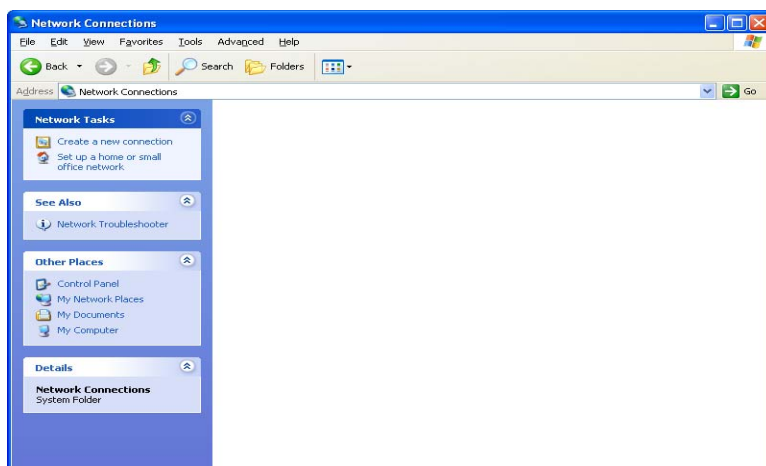 Network Connections
File Edit View Favorites Tools Advanced Help
Back Search Folders
Address Network Connections Go
Network Tasks
Create a new connection
Set up a home or small
office network
See Also
Network Troubleshooter
Other Places
Control Panel
My Network Places
My Documents
My Computer
Details
Network Connections
System Folder